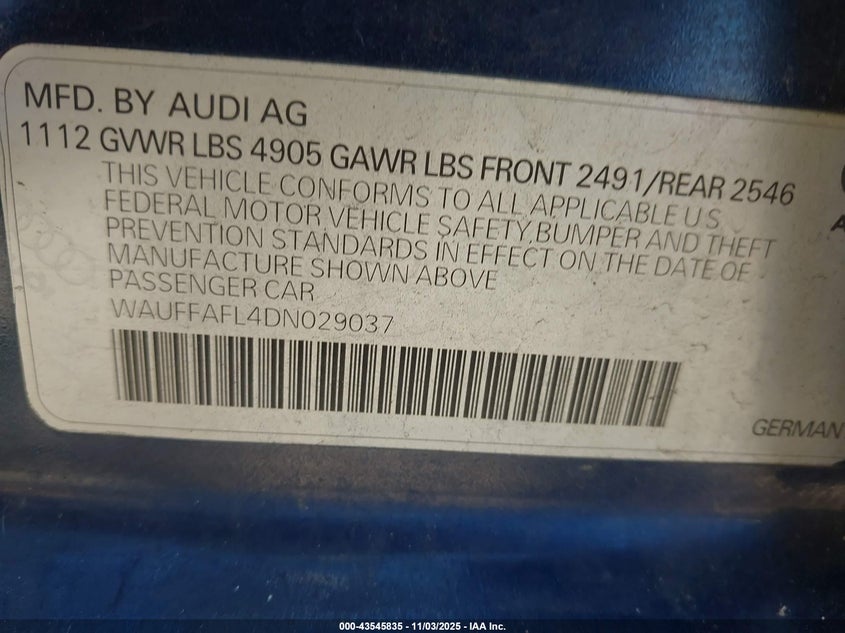 MFD. BY AUDI AG
1112 GVWR LBS 4905 GAWR LBS FRONT 2491/REAR 2546
THIS VEHICLE CONFORMS TO ALL APPLICABLE U.S.
FEDERAL MOTOR VEHICLE SAFETY,BUMPER AND THEFT
PREVENTION STANDARDS IN EFFECT ON THE DATE OF
MANUFACTURE SHOWN ABOVE
PASSENGER CAR
WAUFFAFL4DN029037
GERMAN
000-43545835 - 11/03/2025 - IAA Inc.